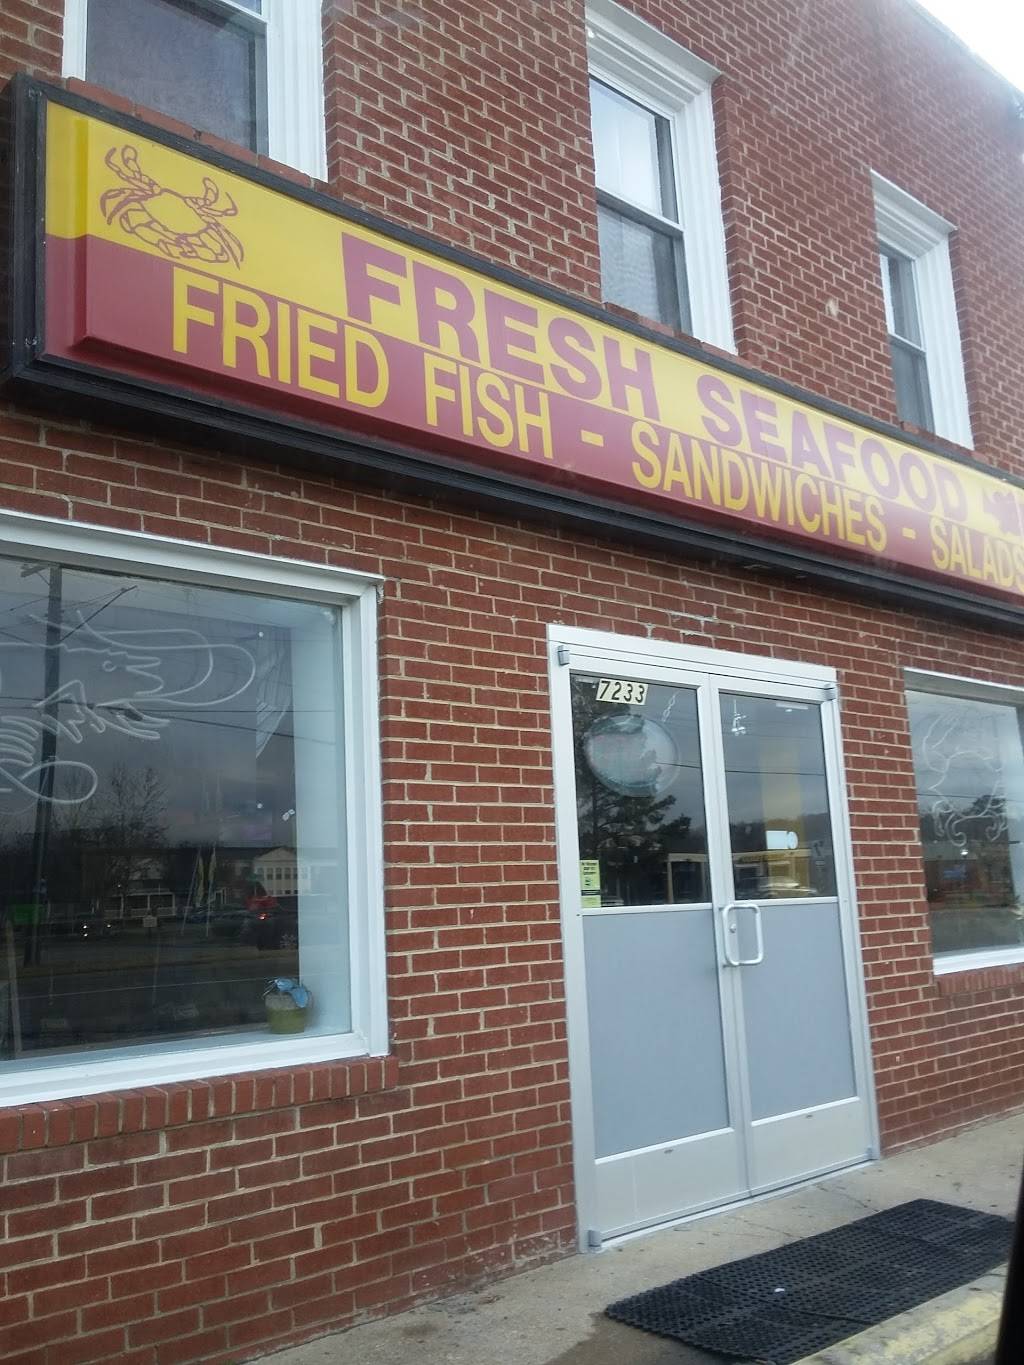 FRESH SEAFOOD
FRIED FISH - SANDWICHES - SALADS
7233